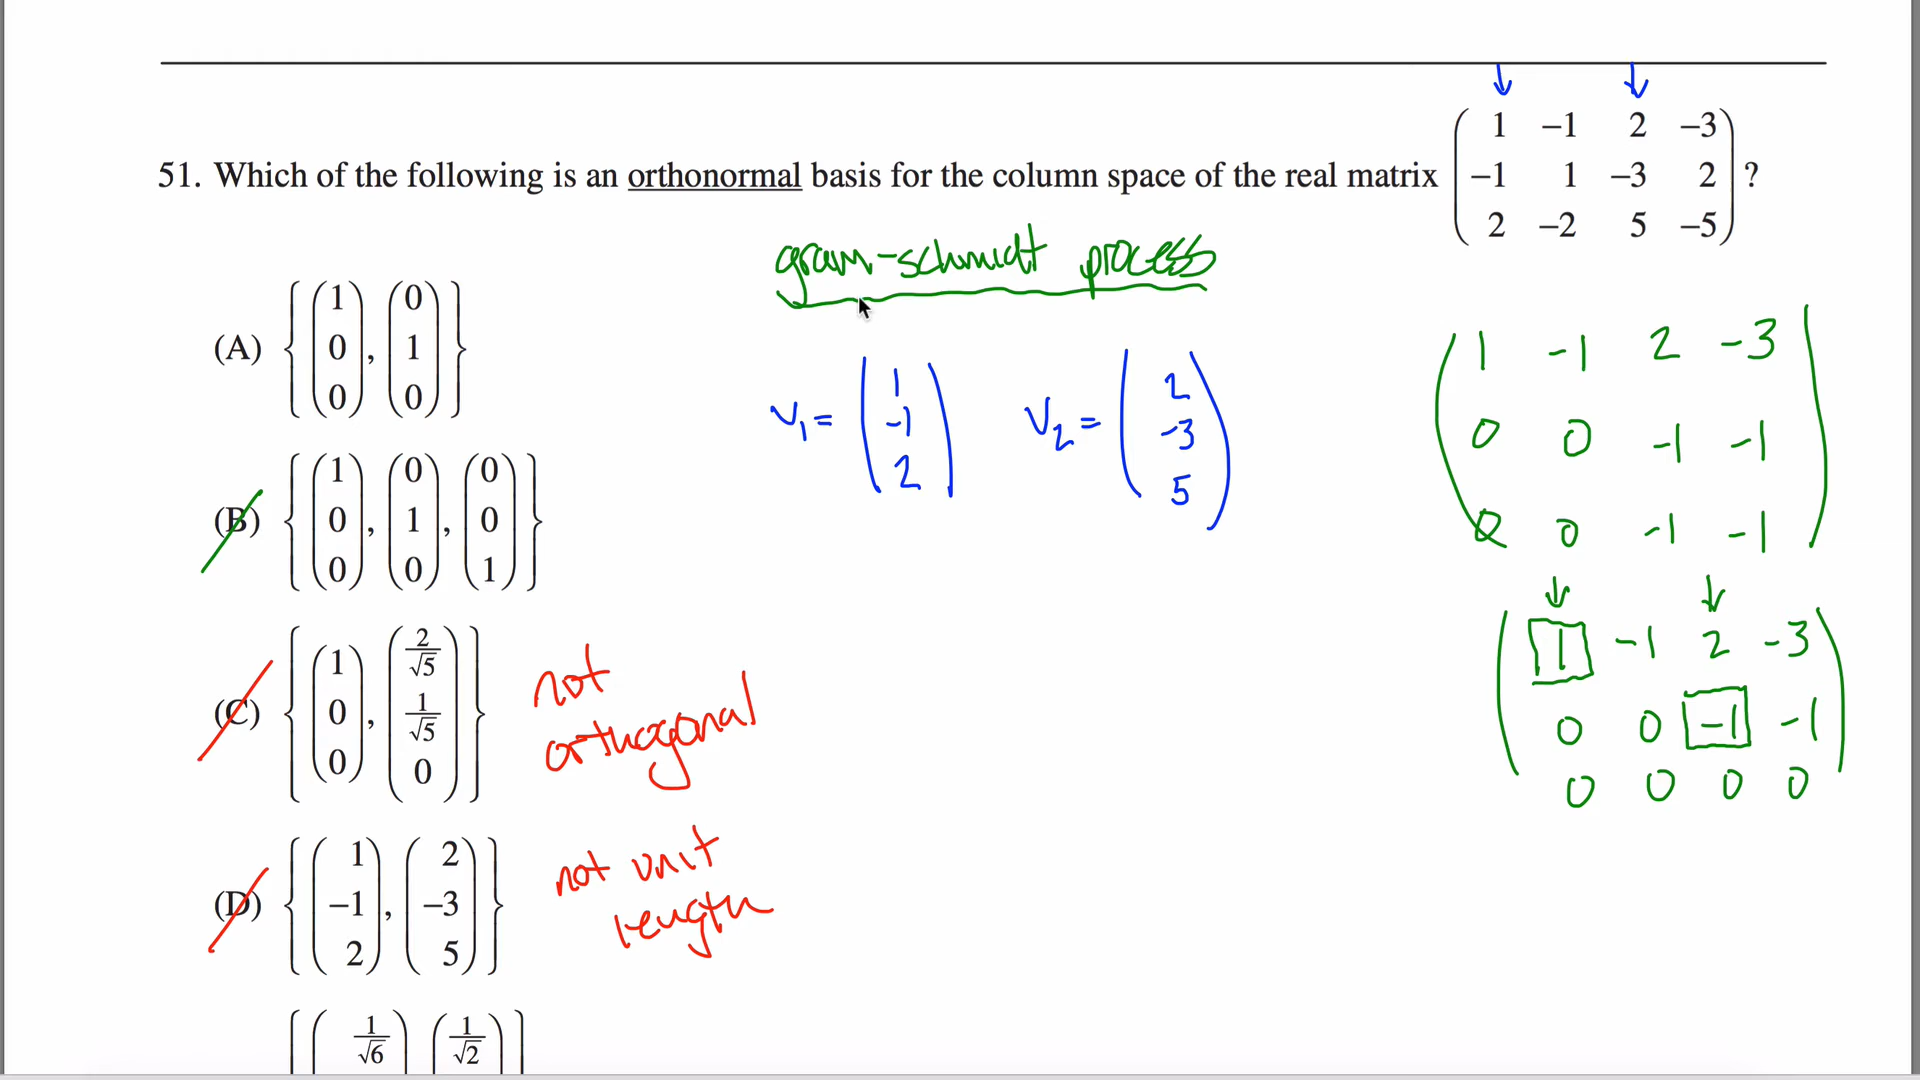 51. Which of the following is an orthonormal basis for the column space of the real matrix ( 1 −1 2 −3 ; −1 1 −3 2 ; 2 −2 5 −5 ) ?
gram-schmidt process
(A) { ( 1 0 0 ) , ( 0 1 0 ) }
v₁ = ( 1 -1 2 ) v₂ = ( 2 -3 5 )
( 1 -1 2 -3
0 0 -1 -1
0 0 -1 -1 )
(B) { ( 1 0 0 ) , ( 0 1 0 ) , ( 0 0 1 ) }
(C) { ( 1 0 0 ) , ( 2/√5 1/√5 0 ) }
not
orthogonal
( 1 -1 2 -3
0 0 -1 -1
0 0 0 0 )
(D) { ( 1 −1 2 ) , ( 2 −3 5 ) }
not unit
length
{ ( 1/√6 ) ( 1/√2 ) }